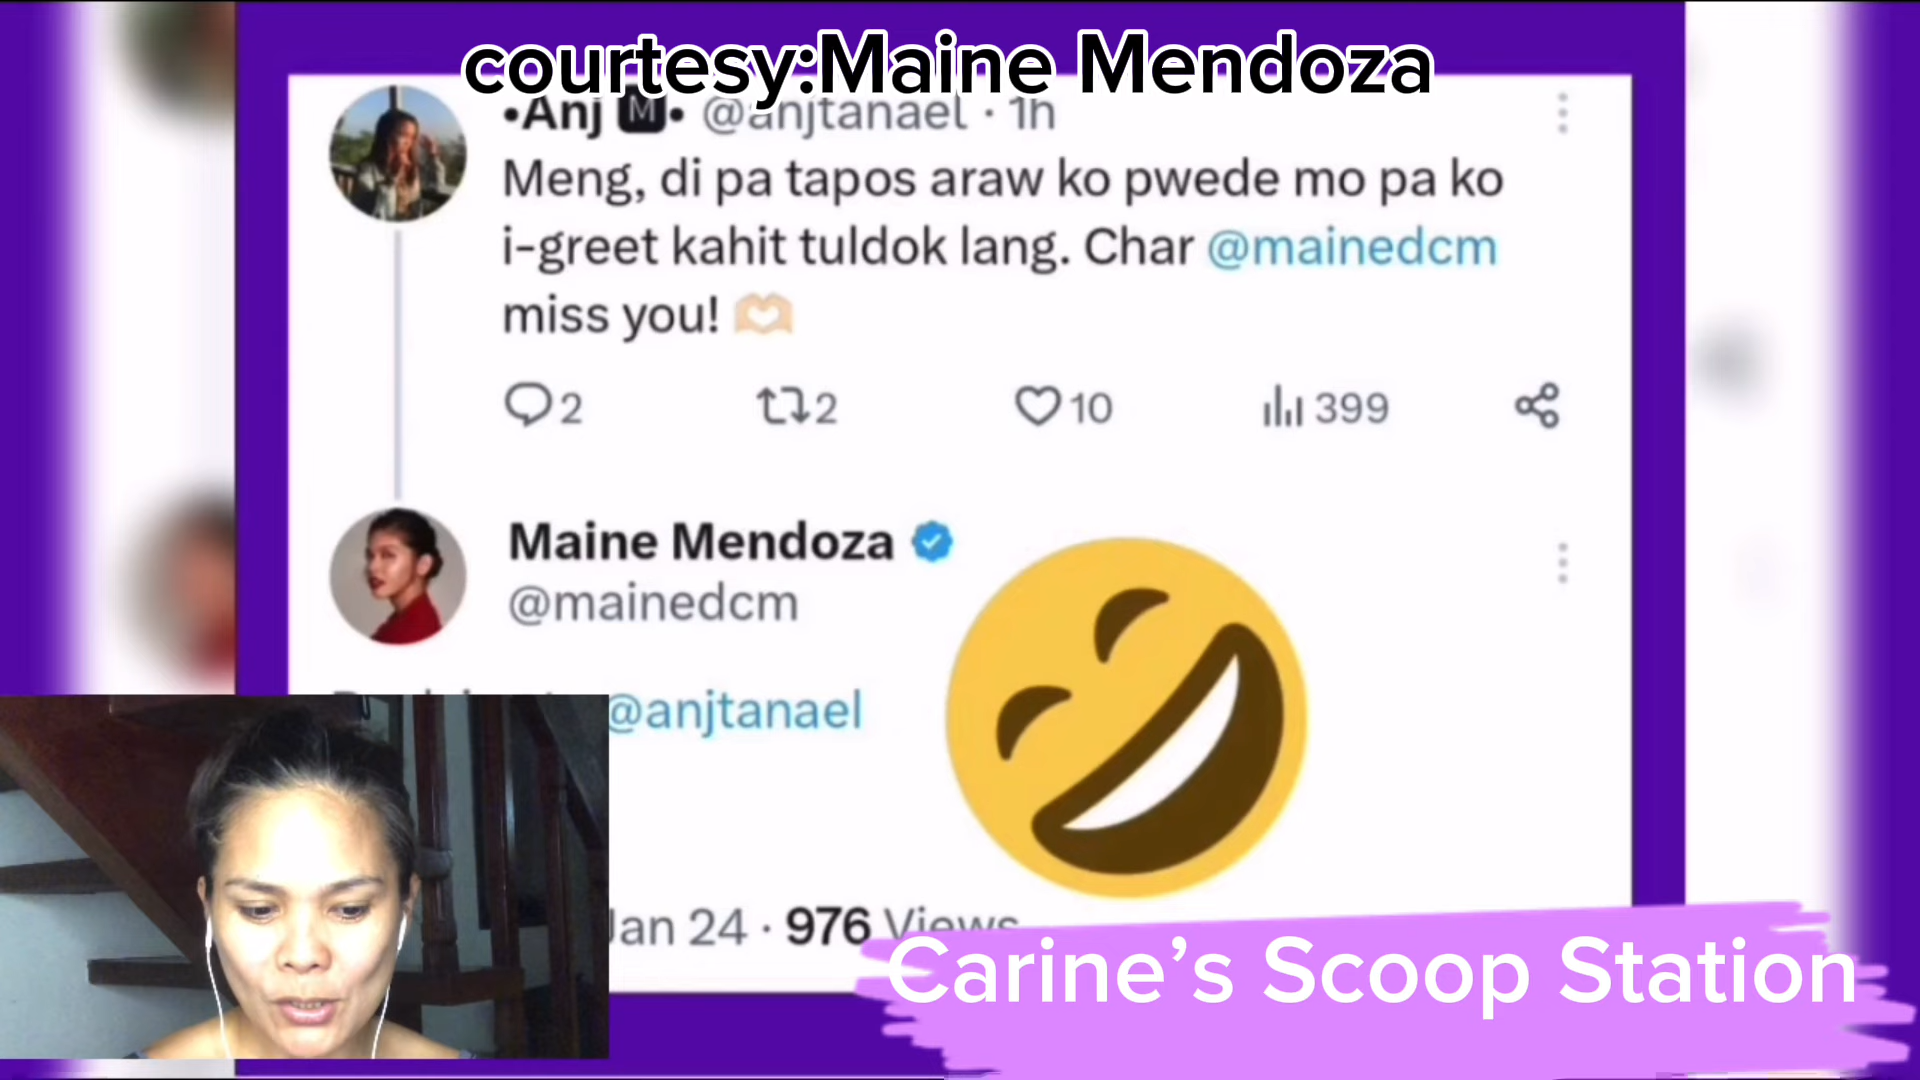 courtesy:Maine Mendoza
•Anj M• @anjtanael · 1h
Meng, di pa tapos araw ko pwede mo pa ko
i-greet kahit tuldok lang. Char @mainedcm
miss you!
2 2 10 399
Maine Mendoza
@mainedcm
@anjtanael
Jan 24 · 976 Views
Carine’s Scoop Station